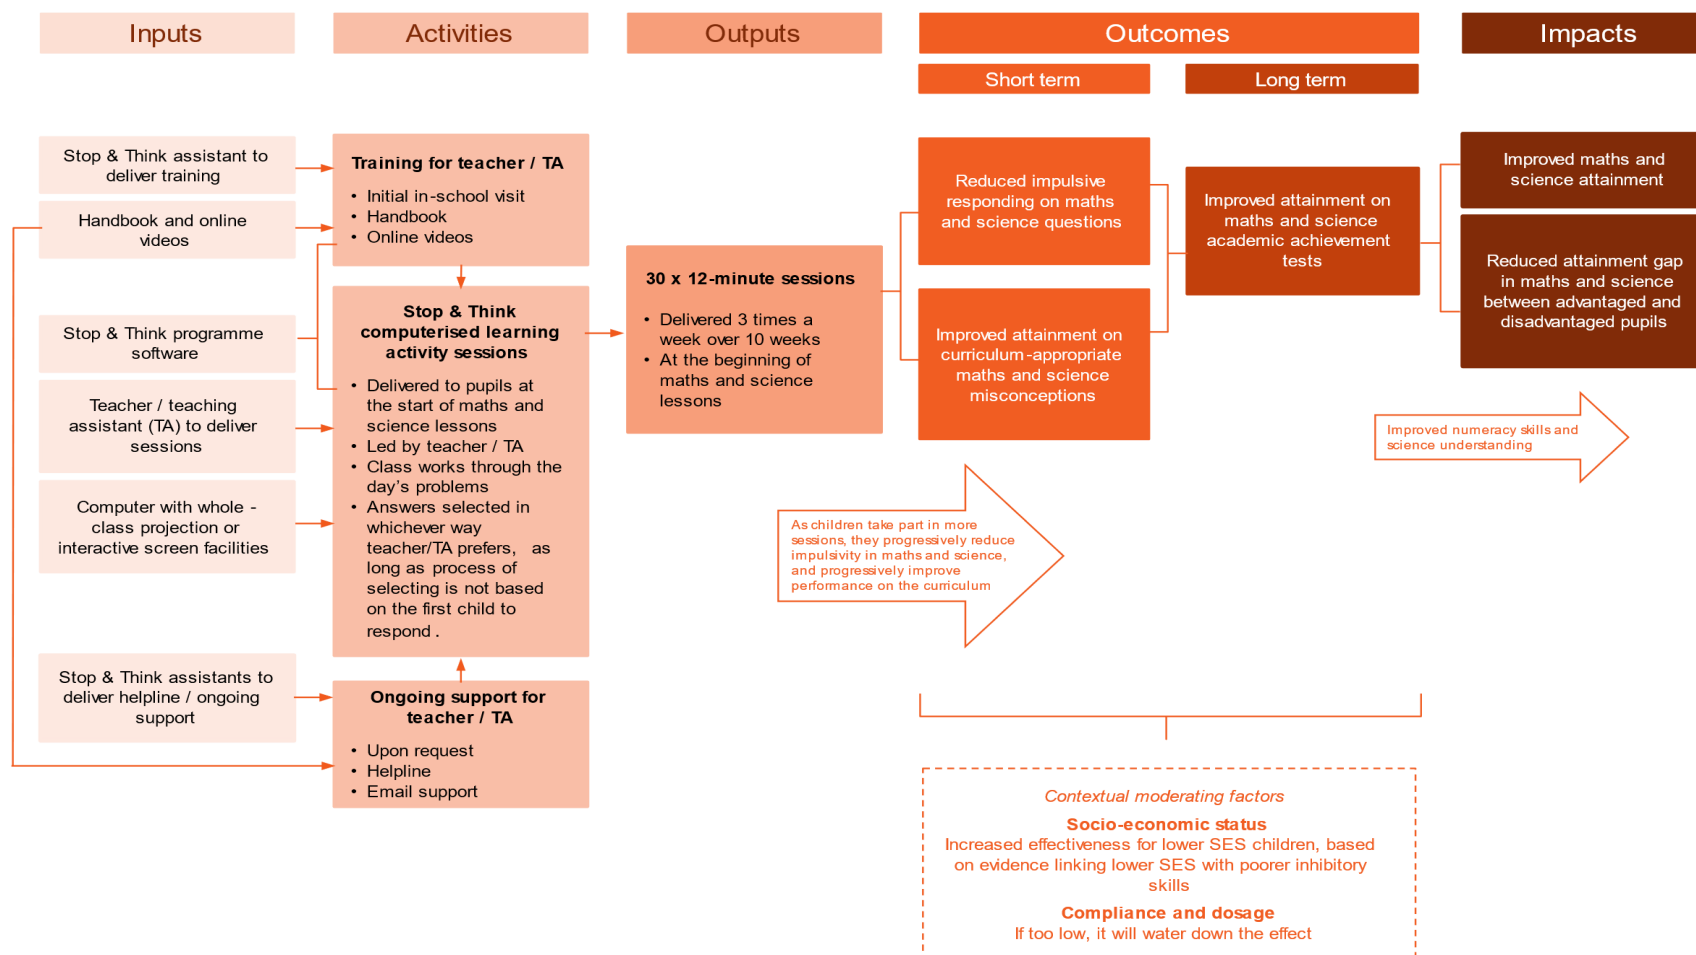 Inputs
Activities
Outputs
Outcomes
Impacts
Short term
Long term
Stop & Think assistant to
deliver training
Handbook and online
videos
Stop & Think programme
software
Teacher / teaching
assistant (TA) to deliver
sessions
Computer with whole -
class projection or
interactive screen facilities
Stop & Think assistants to
deliver helpline / ongoing
support
Training for teacher / TA
• Initial in-school visit
• Handbook
• Online videos
Stop & Think
computerised learning
activity sessions
• Delivered to pupils at
the start of maths and
science lessons
• Led by teacher / TA
• Class works through the
day's problems
• Answers selected in
whichever way
teacher/TA prefers, as
long as process of
selecting is not based
on the first child to
respond .
Ongoing support for
teacher / TA
• Upon request
• Helpline
• Email support
30 x 12-minute sessions
• Delivered 3 times a
week over 10 weeks
• At the beginning of
maths and science
lessons
Reduced impulsive
responding on maths
and science questions
Improved attainment on
curriculum-appropriate
maths and science
misconceptions
Improved attainment on
maths and science
academic achievement
tests
Improved maths and
science attainment
Reduced attainment gap
in maths and science
between advantaged and
disadvantaged pupils
Improved numeracy skills and
science understanding
As children take part in more
sessions, they progressively reduce
impulsivity in maths and science,
and progressively improve
performance on the curriculum
Contextual moderating factors
Socio-economic status
Increased effectiveness for lower SES children, based
on evidence linking lower SES with poorer inhibitory
skills
Compliance and dosage
If too low, it will water down the effect